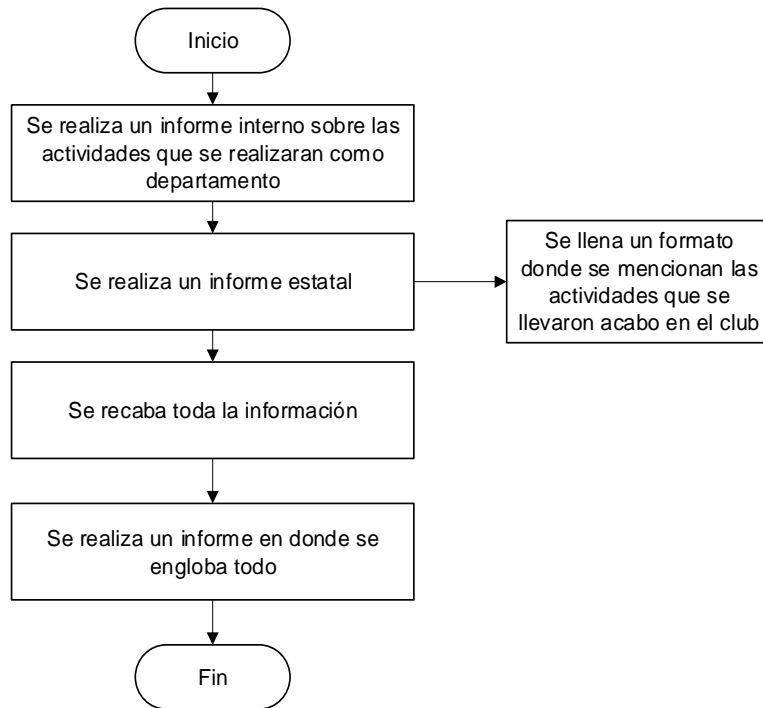 Inicio
Se realiza un informe interno sobre las
actividades que se realizaran como
departamento
Se realiza un informe estatal
Se llena un formato
donde se mencionan las
actividades que se
llevaron acabo en el club
Se recaba toda la información
Se realiza un informe en donde se
engloba todo
Fin